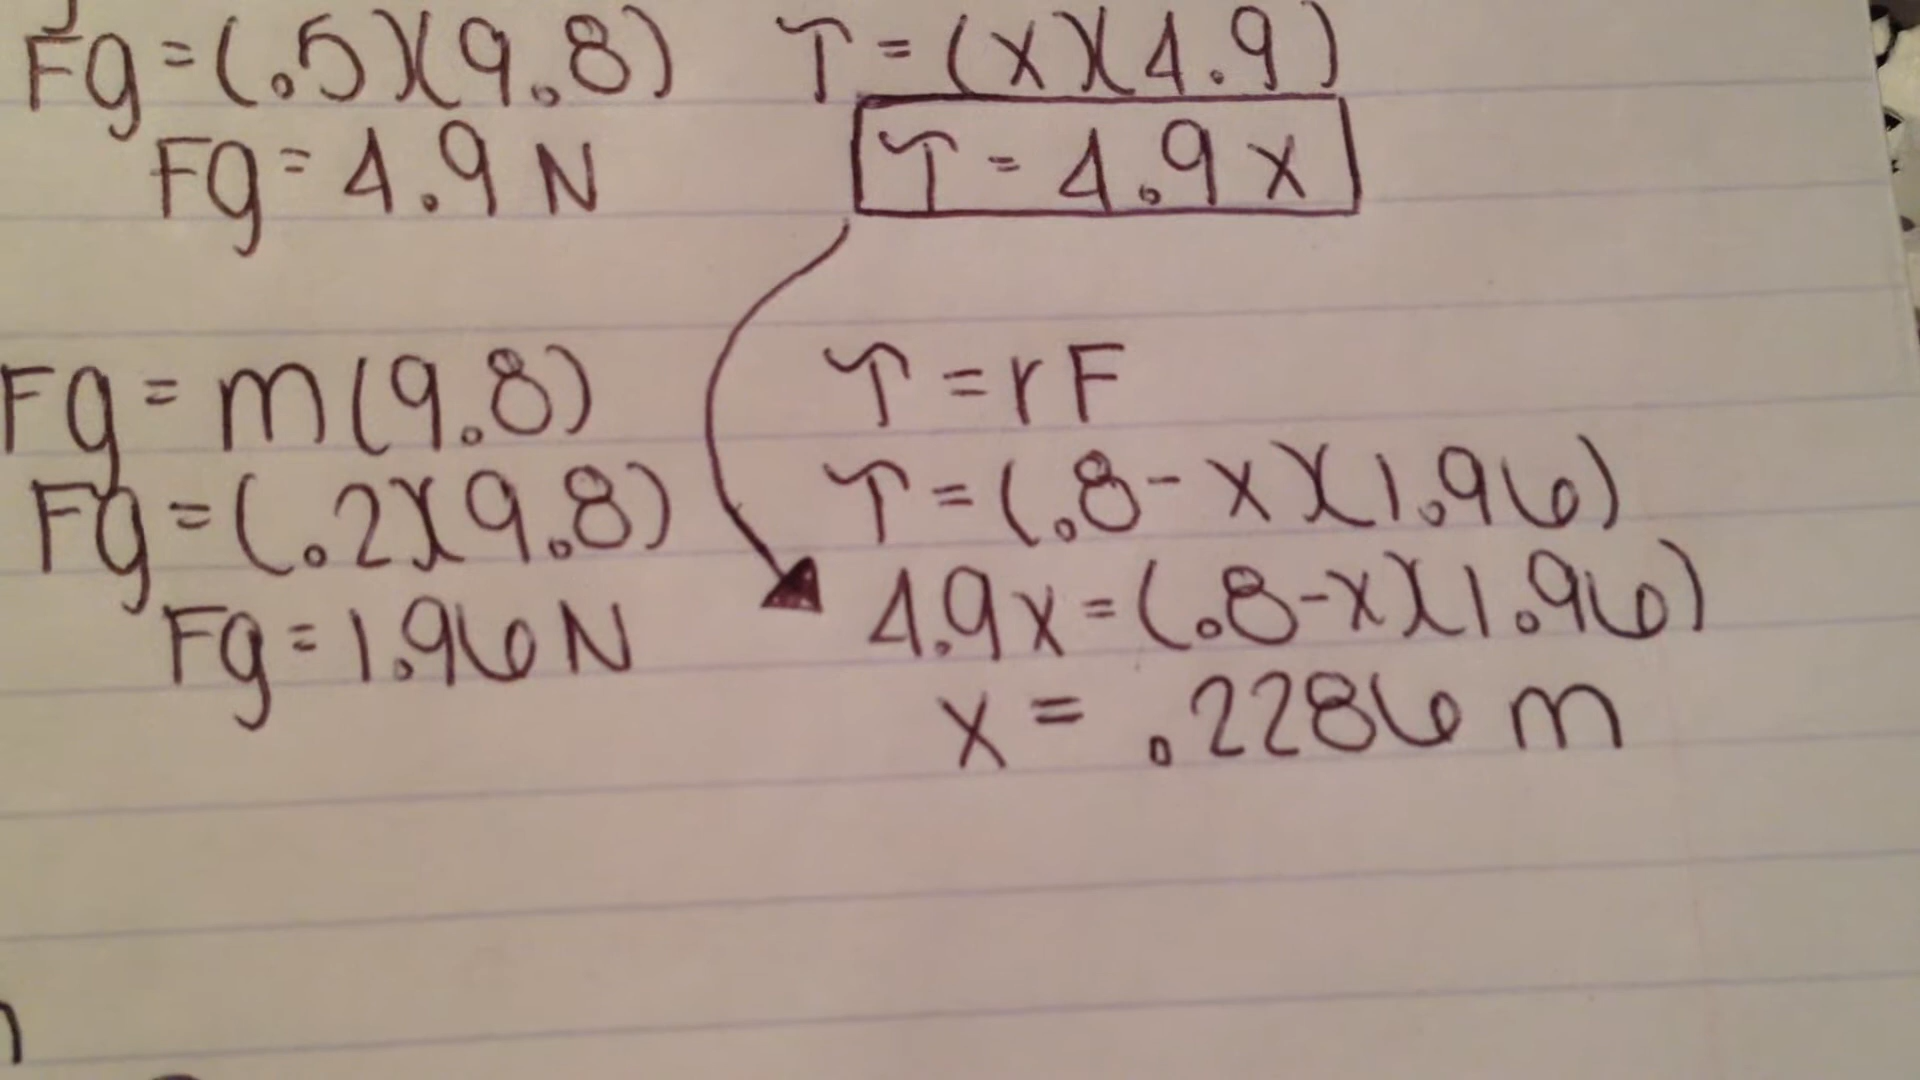 Fg = (.5)(9.8)
Fg = 4.9 N
τ = (x)(4.9)
τ = 4.9 x
Fg = m(9.8)
Fg = (.2)(9.8)
Fg = 1.96 N
τ = rF
τ = (.8 - x)(1.96)
4.9x = (.8-x)(1.96)
x = .2286 m